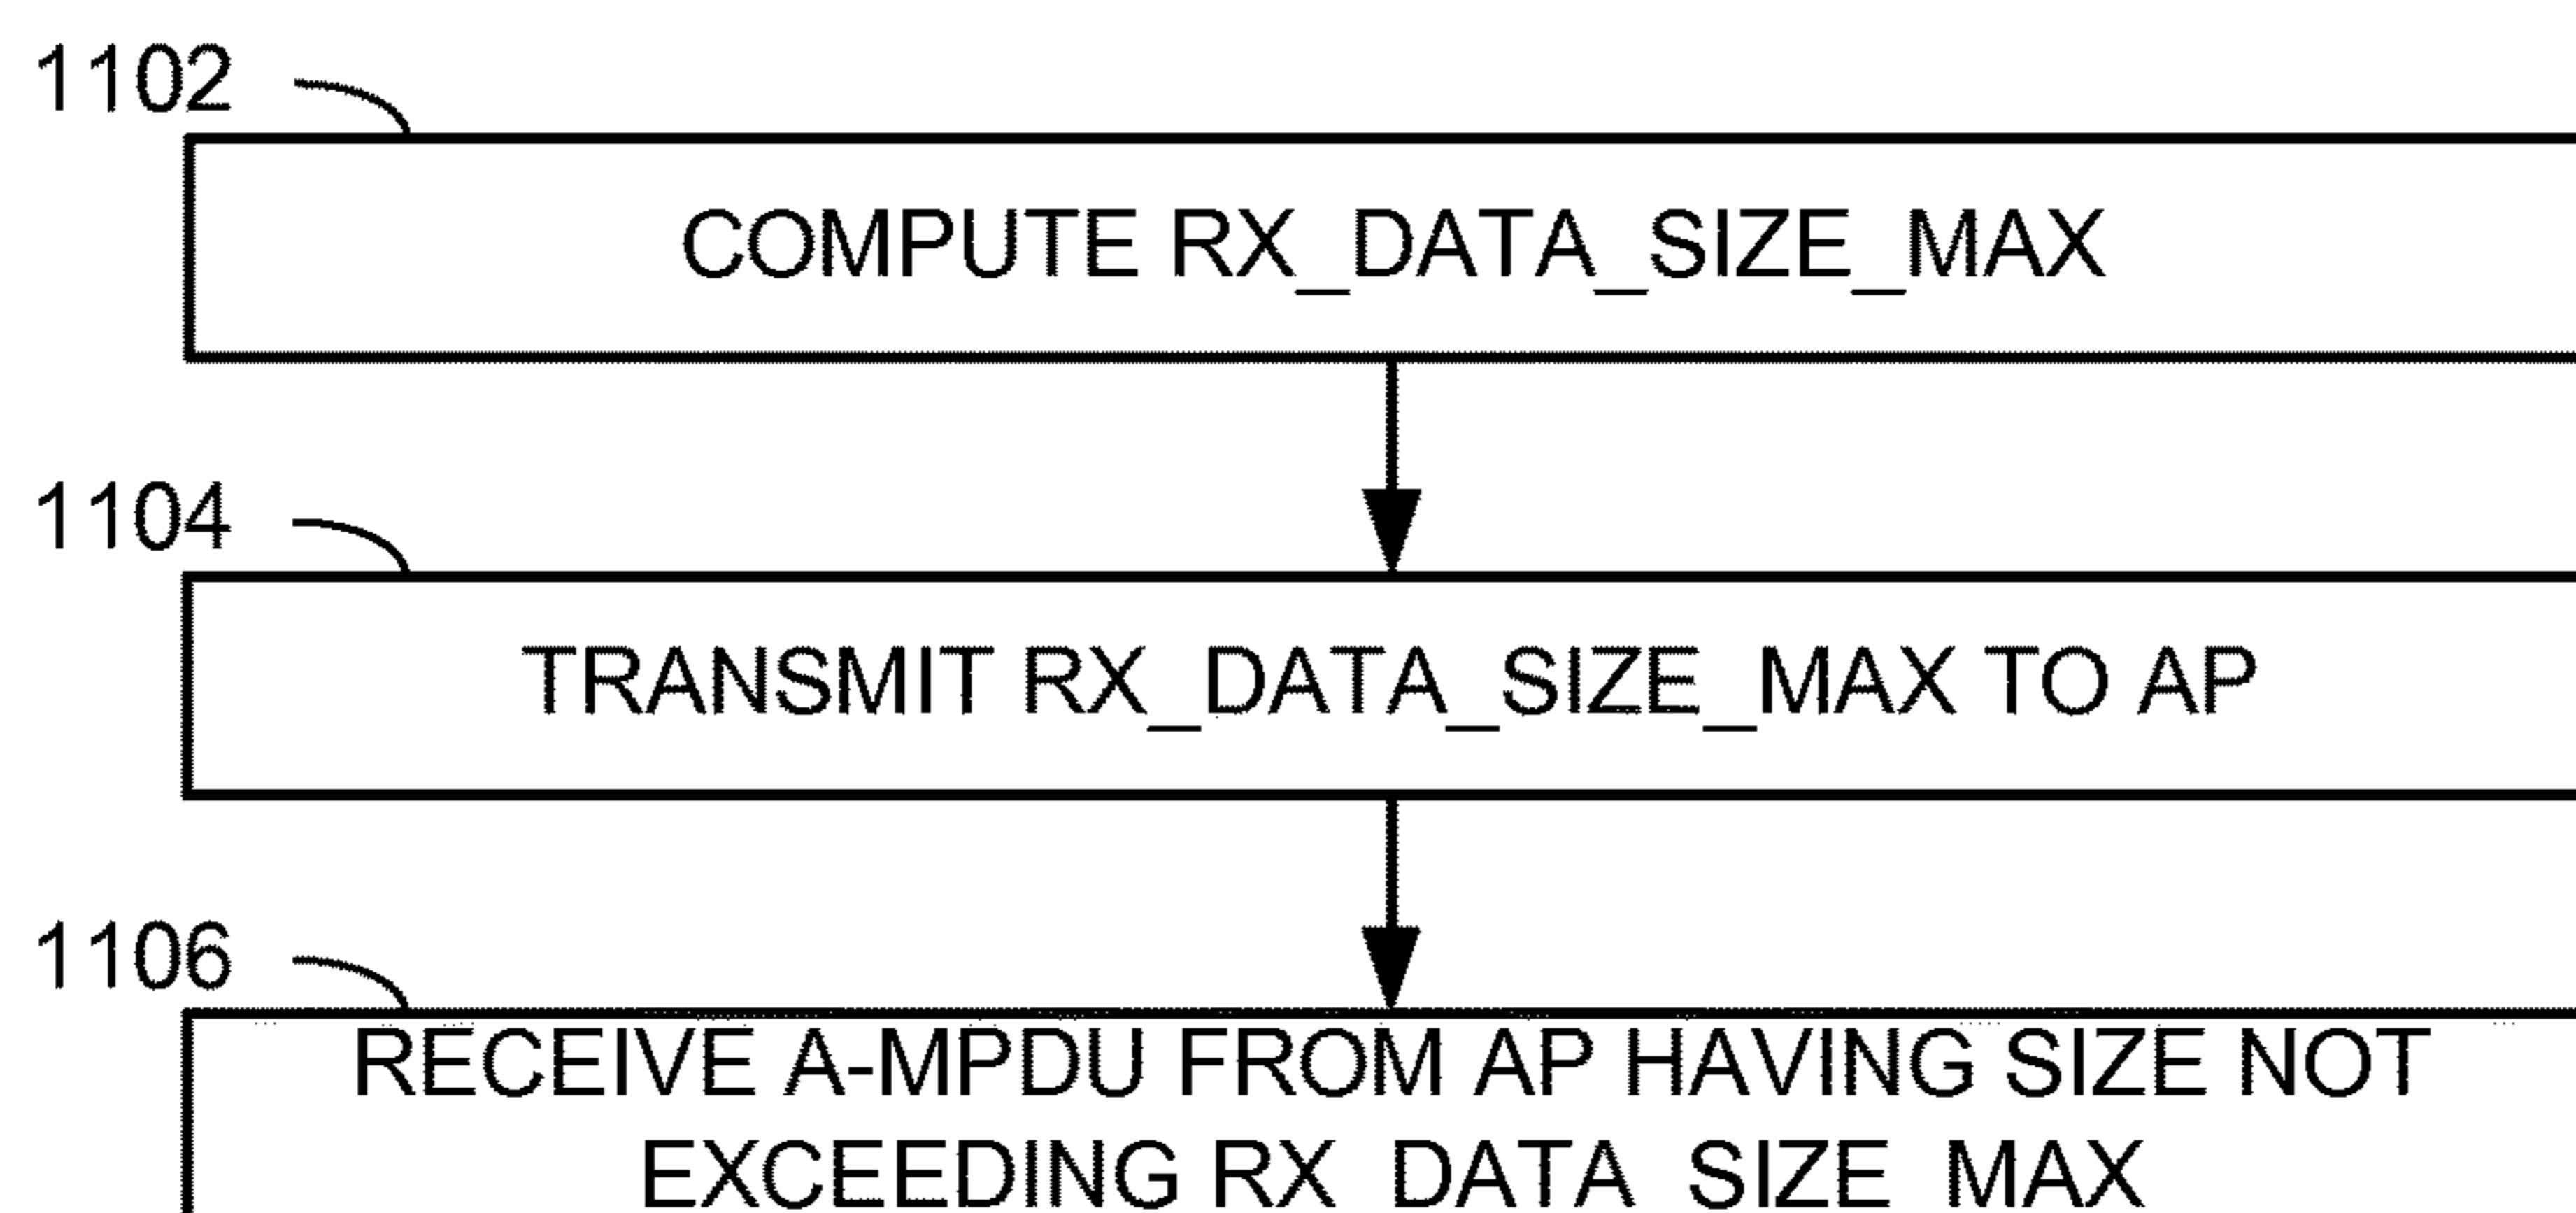 1102
COMPUTE RX_DATA_SIZE_MAX
1104
TRANSMIT RX_DATA_SIZE_MAX TO AP
1106
RECEIVE A-MPDU FROM AP HAVING SIZE NOT
EXCEEDING RX_DATA_SIZE_MAX